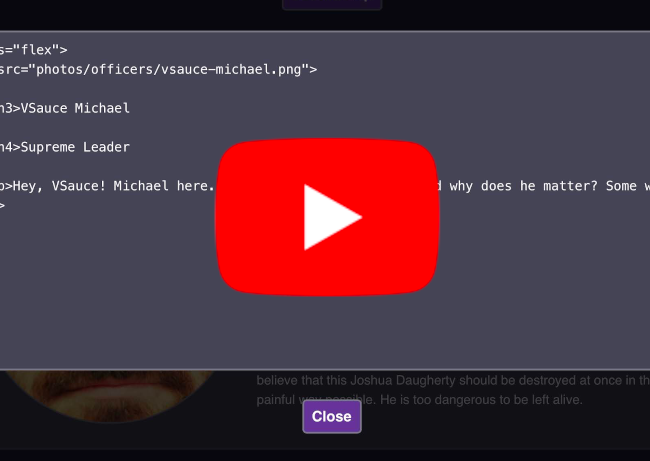 s="flex">
src="photos/officers/vsauce-michael.png">
h3>VSauce Michael
h4>Supreme Leader
p>Hey, VSauce! Michael here. why does he matter? Some
>
believe that this Joshua Daugherty should be destroyed at once in
painful way possible. He is too dangerous to be left alive.
Close